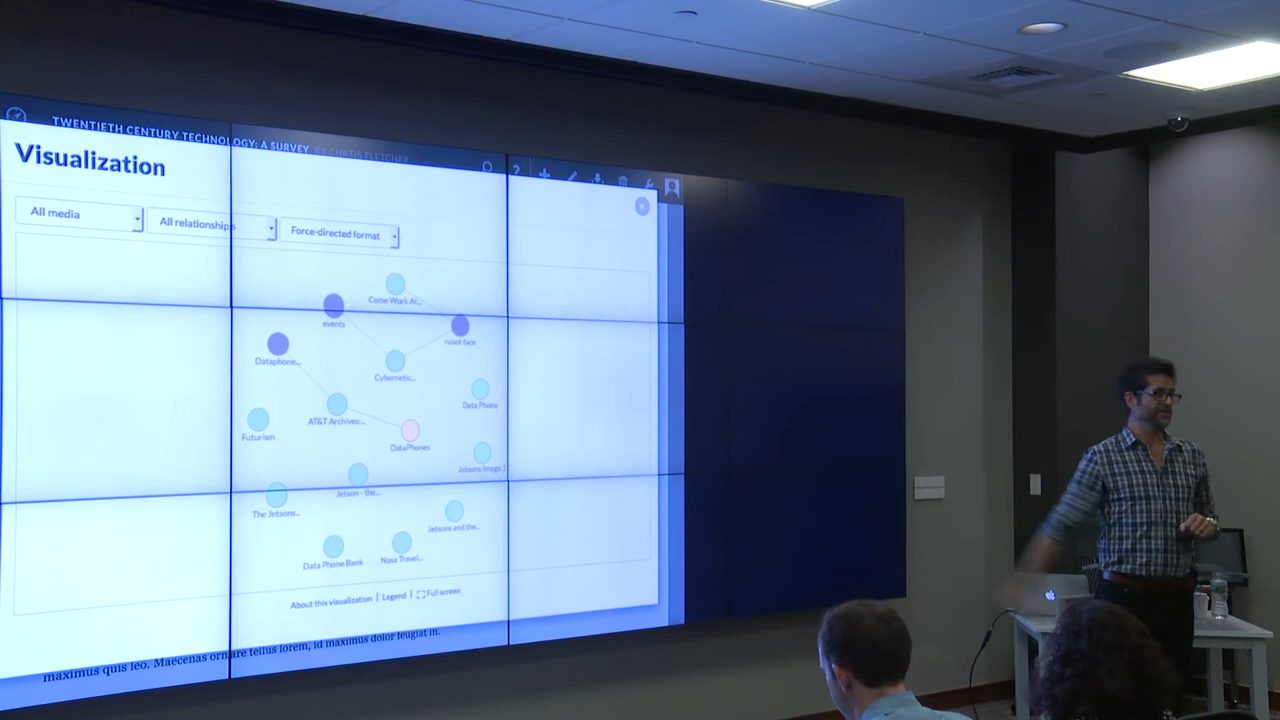 TWENTIETH CENTURY TECHNOLOGY: A SURVEY BY CURTIS FLETCHER
Visualization
All media
All relationships
Force-directed format
Come Work At...
events
robot face
Dataphone...
Cybernetic...
Data Phone
AT&T Archives:...
Futurism
DataPhones
Jetsons Image
Jetson - the...
The Jetsons...
Jetsons and the...
Data Phone Bank
Nasa Travel...
About this visualization | Legend | Full screen
maximus quis leo. Maecenas ornare tellus lorem, id maximus dolor feugiat in.